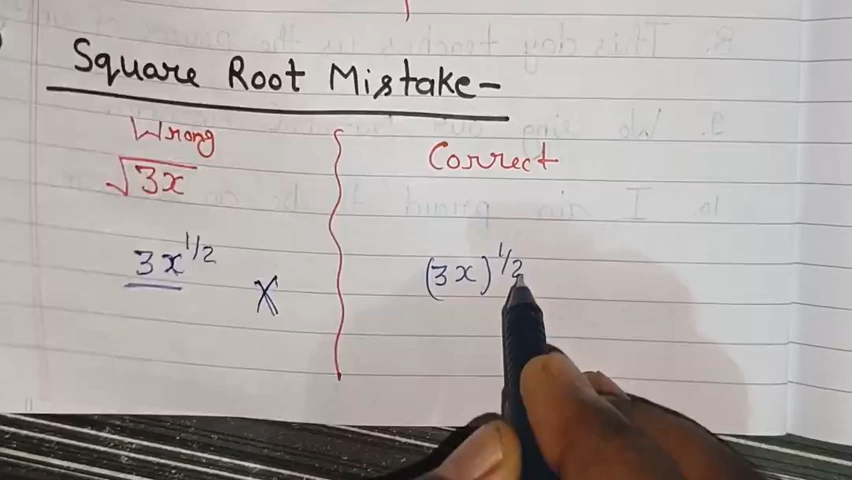 Square Root Mistake-
Wrong
√3x
3x^1/2
X
Correct
(3x)^1/2